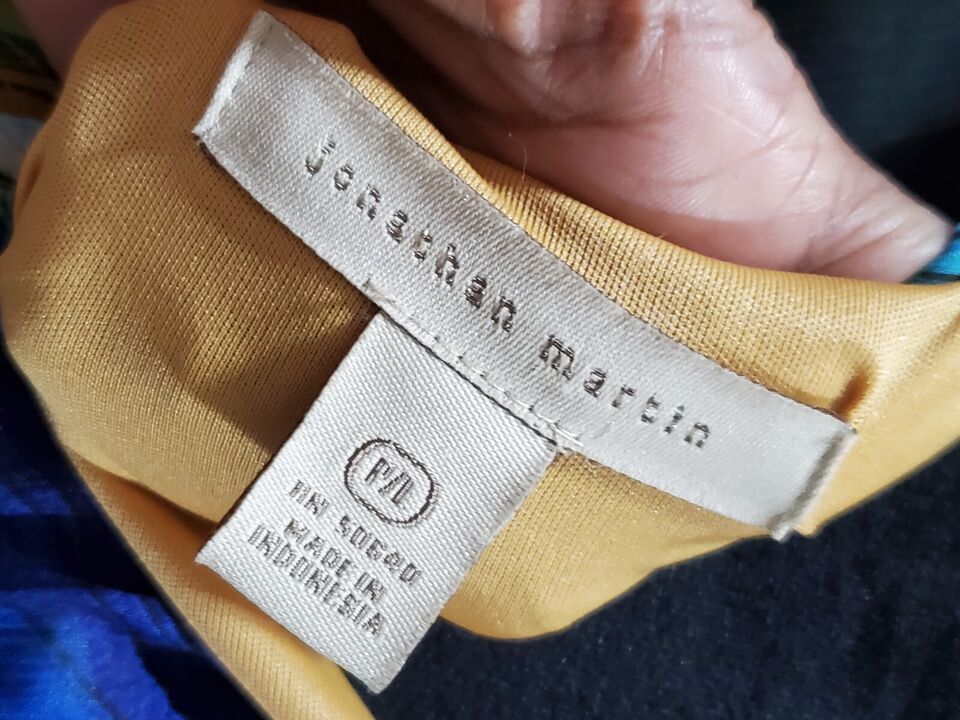 jonathan martin
P/L
RN 50680
MADE IN
INDONESIA